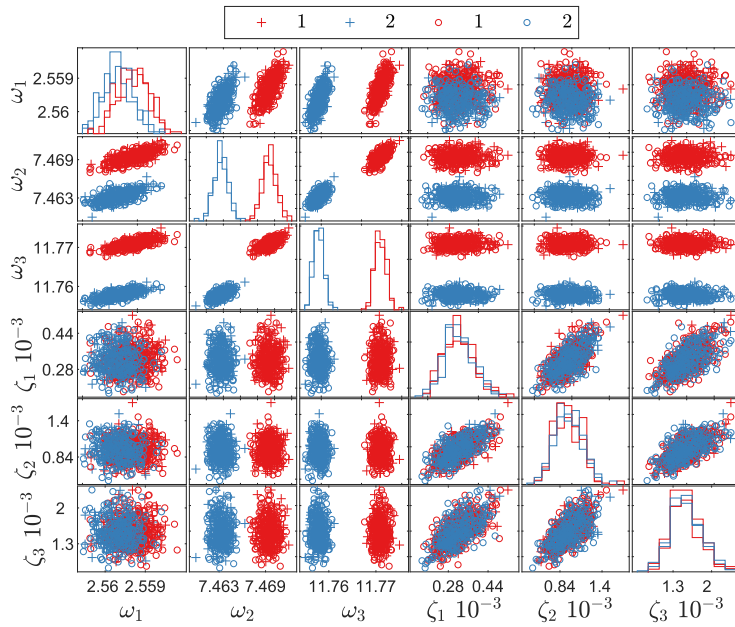 1 2 1 2
ω₁ 2.559
2.56
ω₂ 7.469
7.463
ω₃ 11.77
11.76
ζ₁ 10⁻³ 0.44
0.28
ζ₂ 10⁻³ 1.4
0.84
ζ₃ 10⁻³ 2
1.3
2.56 2.559 7.463 7.469 11.76 11.77 0.28 0.44 0.84 1.4 1.3 2
ω₁ ω₂ ω₃ ζ₁ 10⁻³ ζ₂ 10⁻³ ζ₃ 10⁻³